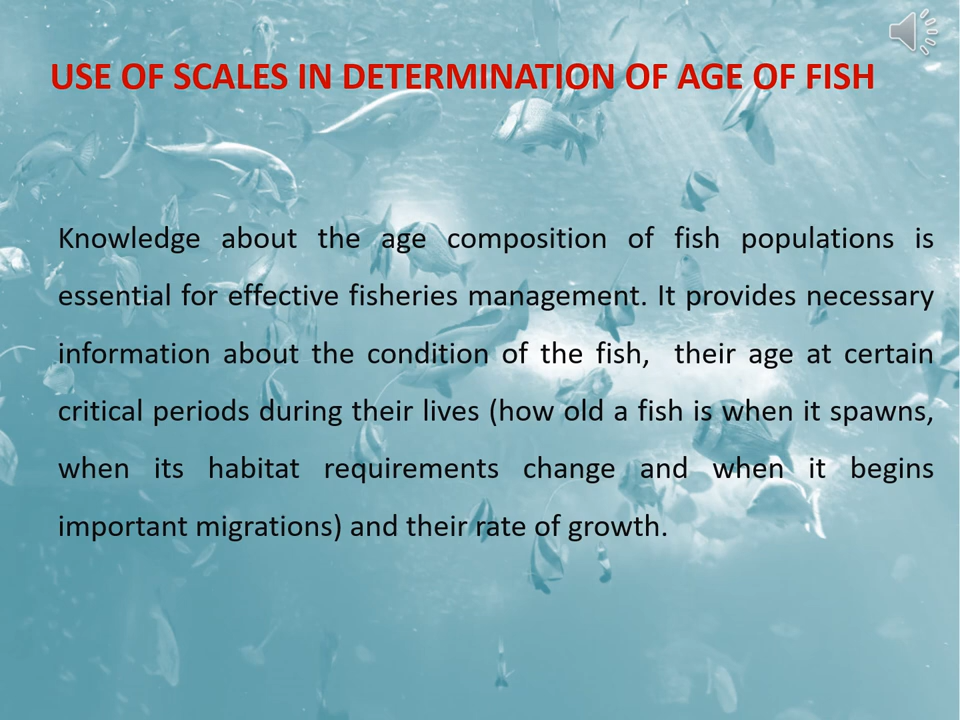 USE OF SCALES IN DETERMINATION OF AGE OF FISH
Knowledge about the age composition of fish populations is
essential for effective fisheries management. It provides necessary
information about the condition of the fish, their age at certain
critical periods during their lives (how old a fish is when it spawns,
when its habitat requirements change and when it begins
important migrations) and their rate of growth.